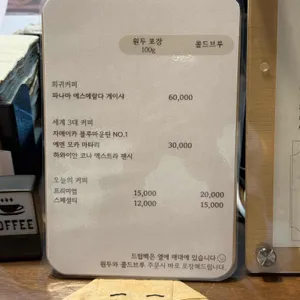 원두 포장 콜드브루
100g
희귀커피
파나마 에스메랄다 게이샤 60,000
세계 3대 커피
자메이카 블루마운틴 NO.1
예멘 모카 마타리 30,000
하와이안 코나 엑스트라 팬시
오늘의 커피
프리미엄 15,000 20,000
스페셜티 12,000 15,000
드립백은 옆에 매대에 있습니다
원두와 콜드브루 주문시 바로 포장해드립니다.
COFFEE